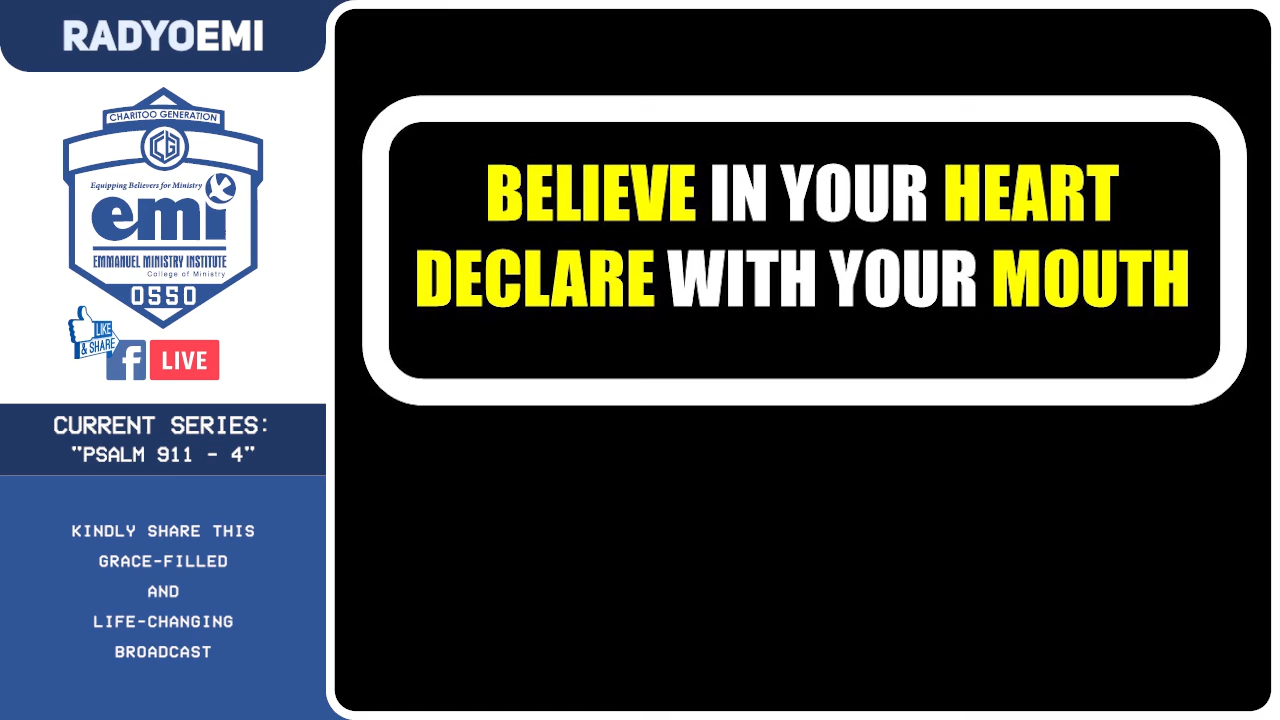 RADYOEMI
CHARITOO GENERATION
CG
Equipping Believers for Ministry
emi
EMMANUEL MINISTRY INSTITUTE
College of Ministry
0550
LIKE
& SHARE
f LIVE
CURRENT SERIES:
"PSALM 911 - 4"
KINDLY SHARE THIS
GRACE-FILLED
AND
LIFE-CHANGING
BROADCAST
BELIEVE IN YOUR HEART
DECLARE WITH YOUR MOUTH